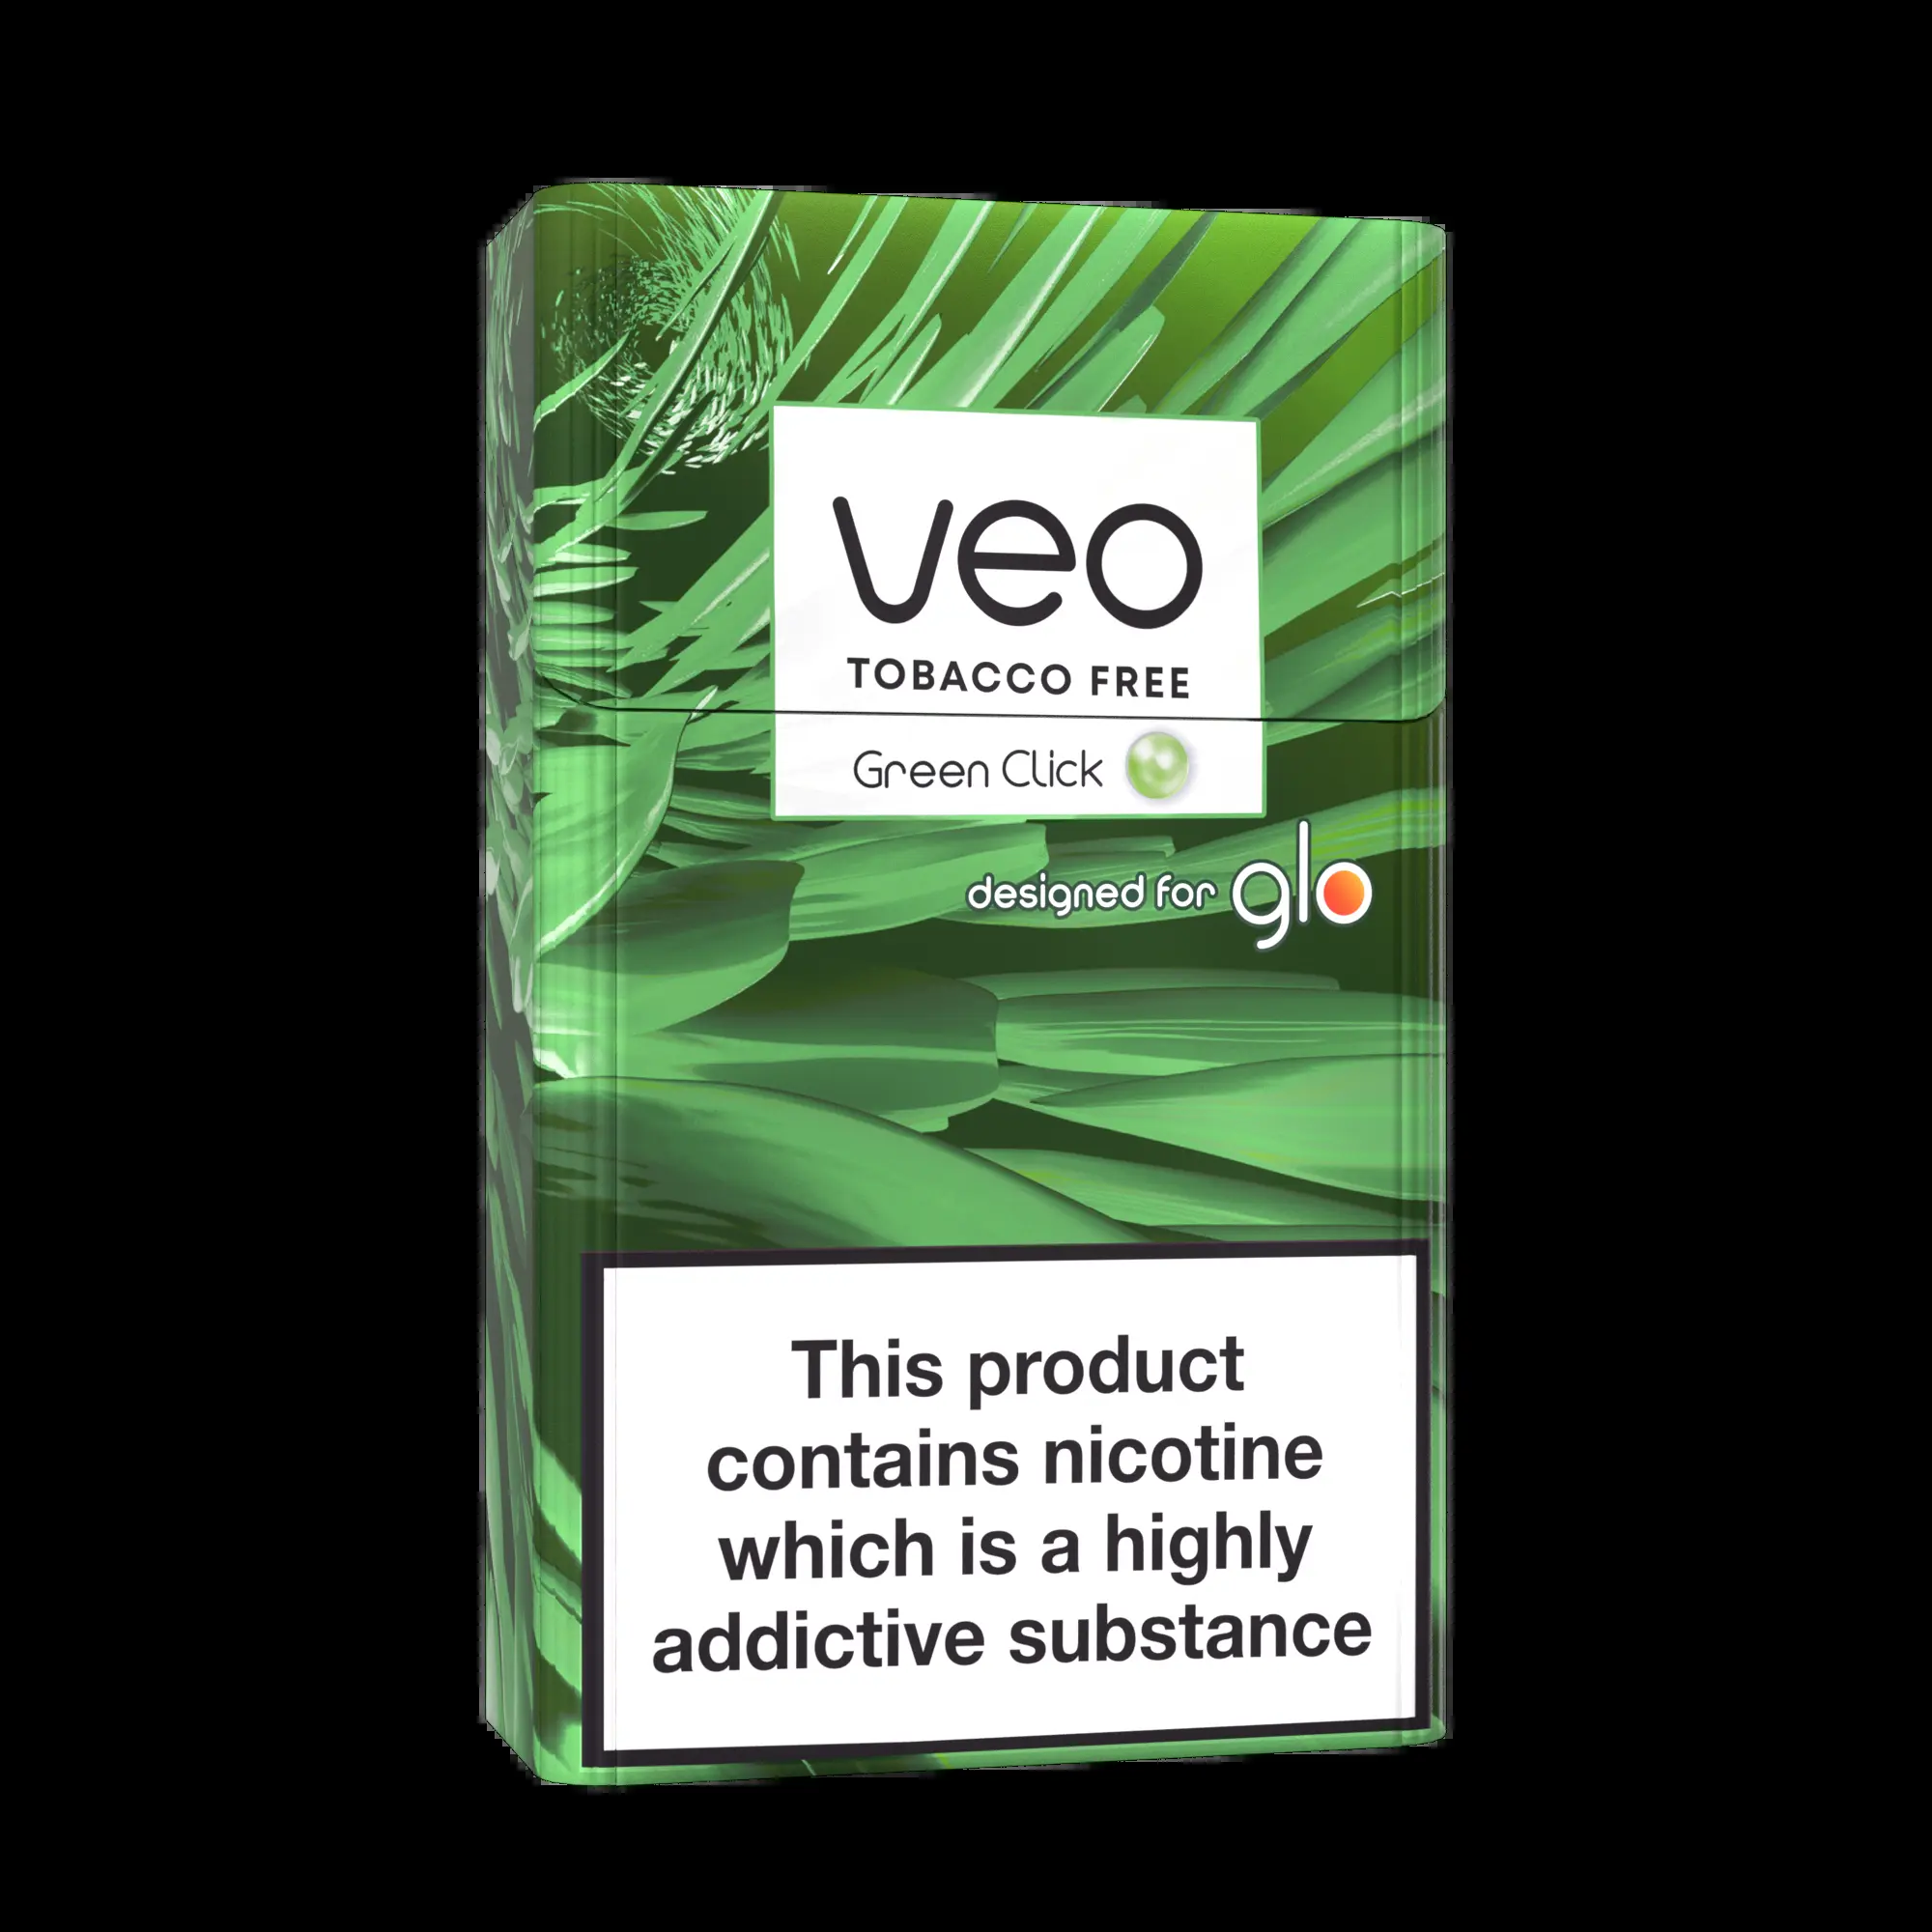 veo
TOBACCO FREE
Green Click
designed for glo
This product
contains nicotine
which is a highly
addictive substance